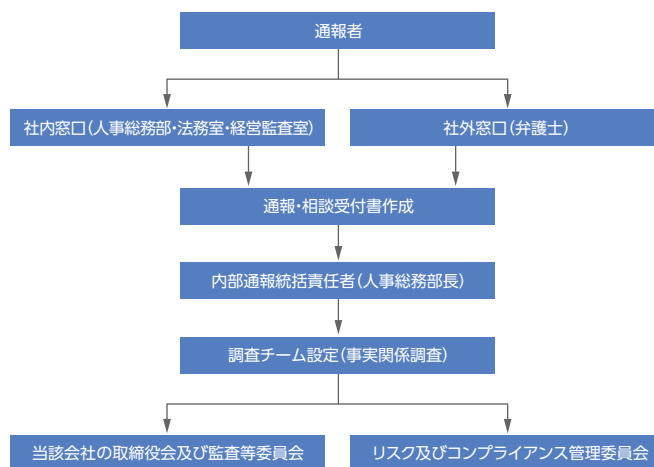 通報者
社内窓口(人事総務部・法務室・経営監査室)
社外窓口(弁護士)
通報・相談受付書作成
内部通報統括責任者(人事総務部長)
調査チーム設定(事実関係調査)
当該会社の取締役会及び監査等委員会
リスク及びコンプライアンス管理委員会